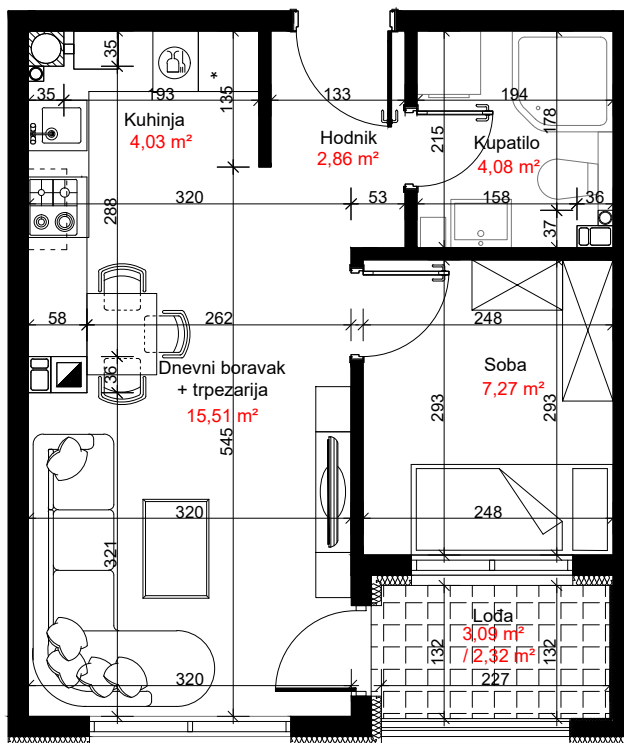 35
35
193
135
133
194
178
Kuhinja
4,03 m²
*
Hodnik
2,86 m²
215
Kupatilo
4,08 m²
320
288
53
158
36
37
58
262
248
36
Dnevni boravak
+ trpezarija
15,51 m²
545
Soba
7,27 m²
293
293
320
248
321
Lođa
3,09 m²
/ 2,32 m²
132
132
320
227